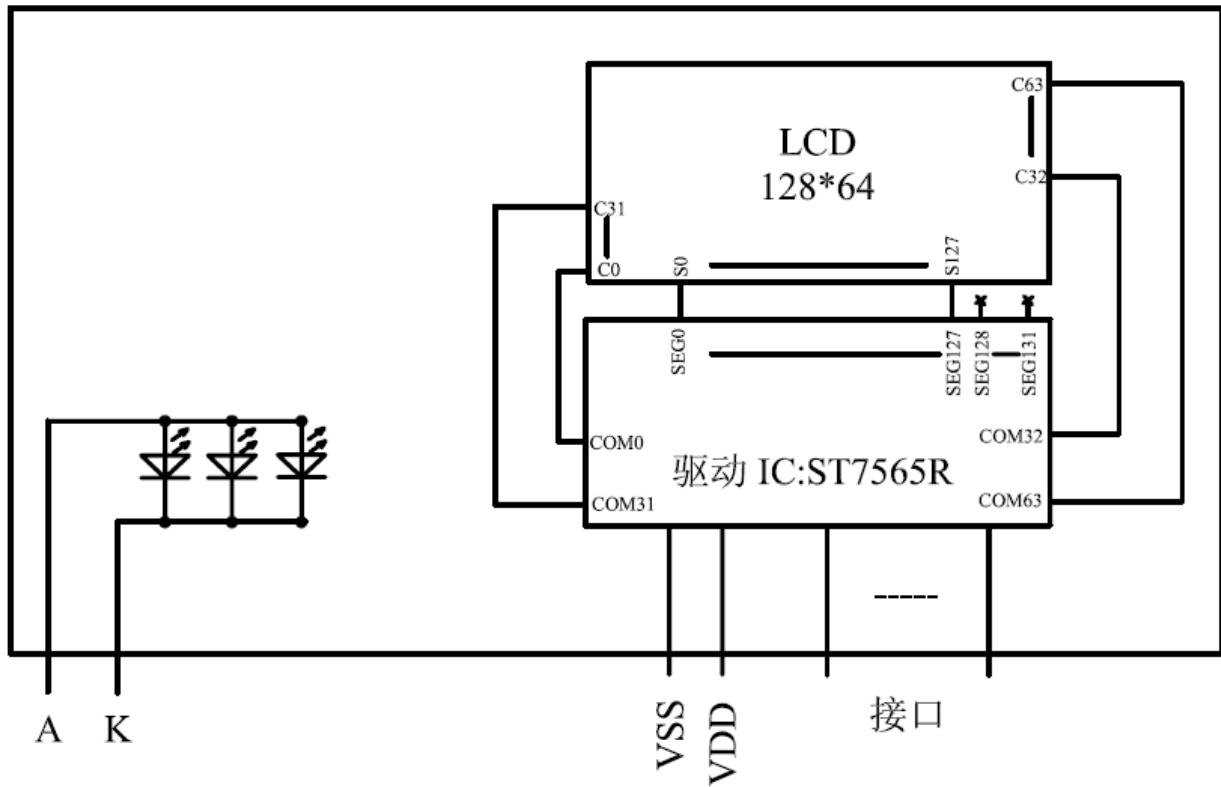 C63
LCD
128*64
C32
C31
C0
S0
S127
SEG0
SEG127
SEG128
SEG131
COM0
COM32
驱动 IC:ST7565R
COM31
COM63
-----
A
K
VSS
VDD
接口